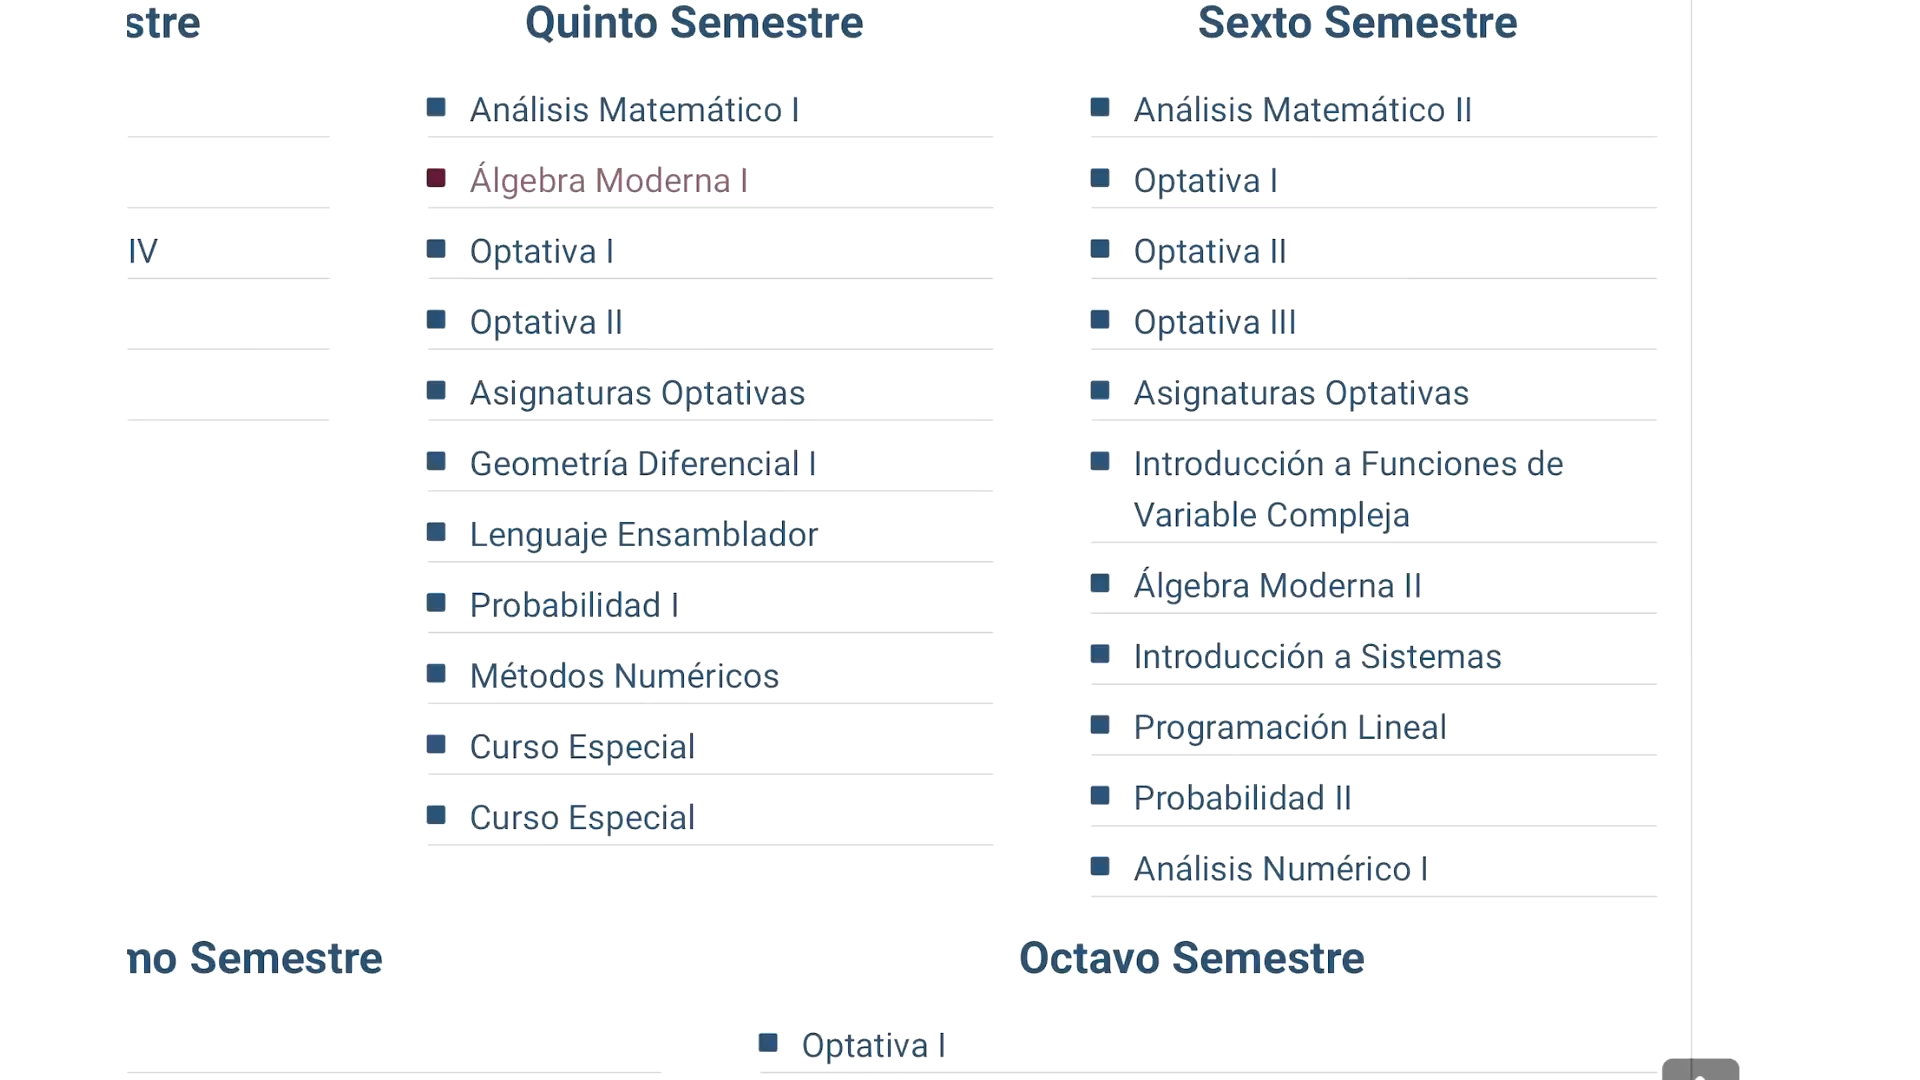 stre
IV
Quinto Semestre
Análisis Matemático I
Álgebra Moderna I
Optativa I
Optativa II
Asignaturas Optativas
Geometría Diferencial I
Lenguaje Ensamblador
Probabilidad I
Métodos Numéricos
Curso Especial
Curso Especial
Sexto Semestre
Análisis Matemático II
Optativa I
Optativa II
Optativa III
Asignaturas Optativas
Introducción a Funciones de
Variable Compleja
Álgebra Moderna II
Introducción a Sistemas
Programación Lineal
Probabilidad II
Análisis Numérico I
mo Semestre
Octavo Semestre
Optativa I